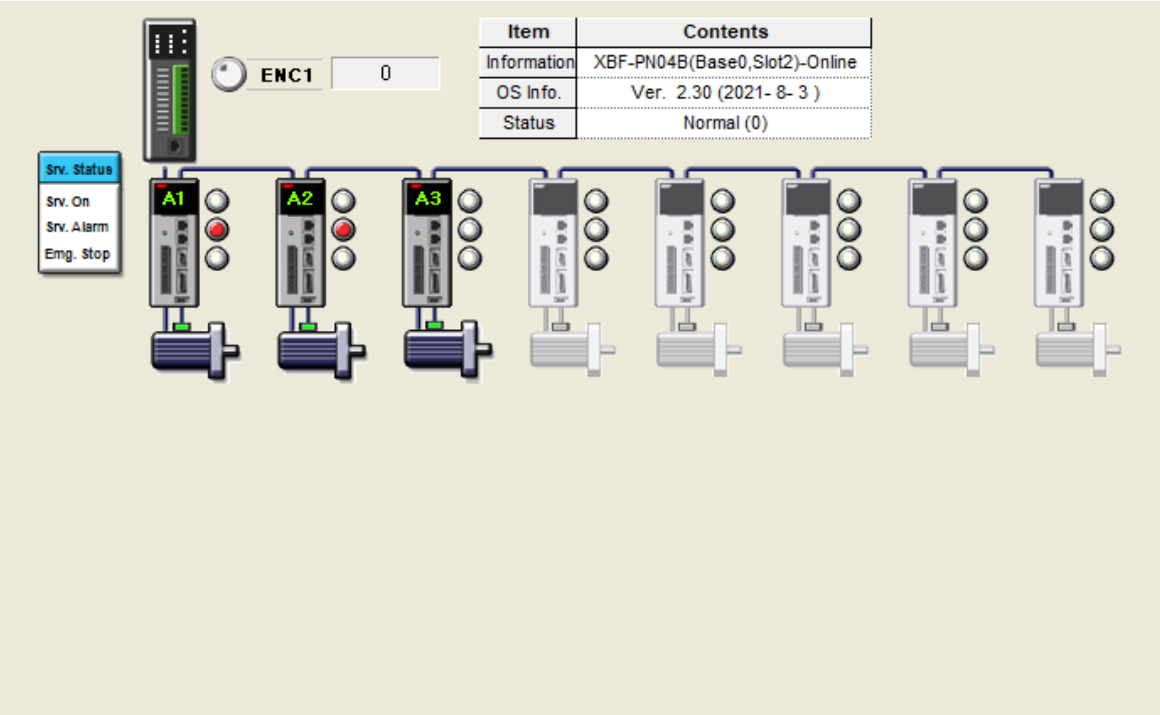 Item Contents
Information XBF-PN04B(Base0,Slot2)-Online
OS Info. Ver. 2.30 (2021- 8- 3 )
Status Normal (0)
ENC1 0
Srv. Status
Srv. On
Srv. Alarm
Emg. Stop
A1 A2 A3